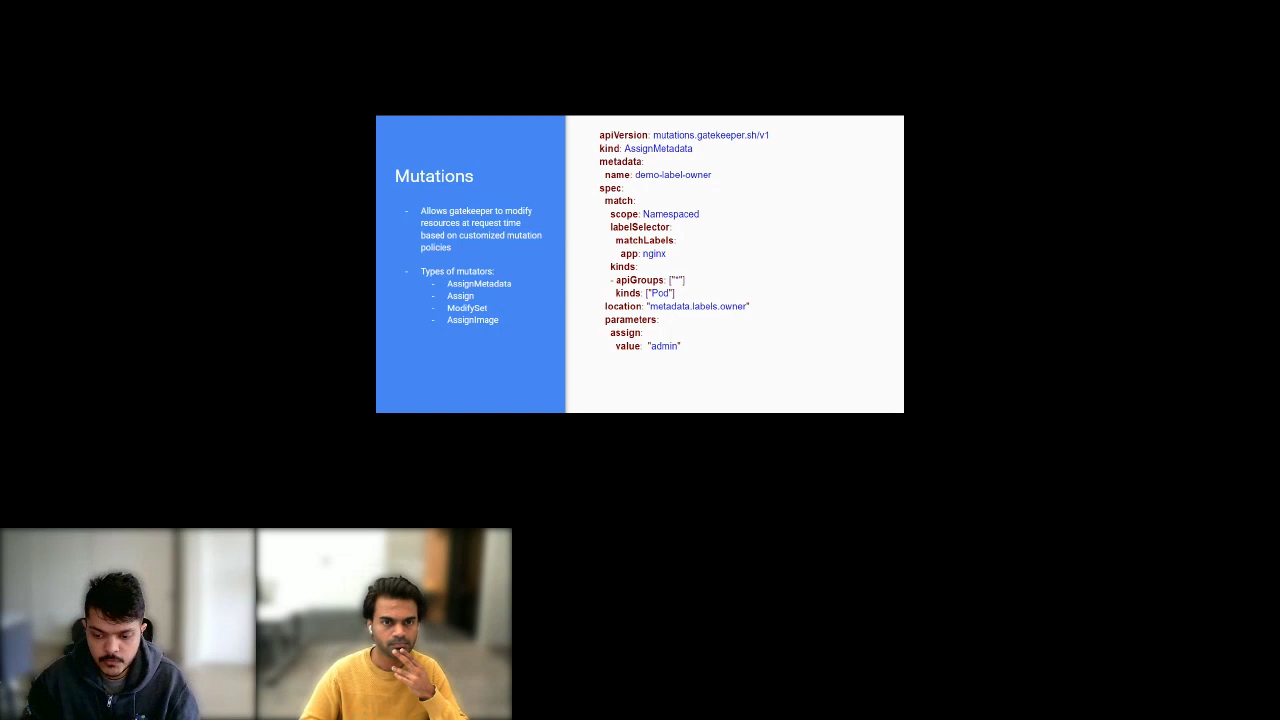 Mutations
- Allows gatekeeper to modify
resources at request time
based on customized mutation
policies
- Types of mutators:
- AssignMetadata
- Assign
- ModifySet
- AssignImage
apiVersion: mutations.gatekeeper.sh/v1
kind: AssignMetadata
metadata:
name: demo-label-owner
spec:
match:
scope: Namespaced
labelSelector:
matchLabels:
app: nginx
kinds:
- apiGroups: ["*"]
kinds: ["Pod"]
location: "metadata.labels.owner"
parameters:
assign:
value: "admin"